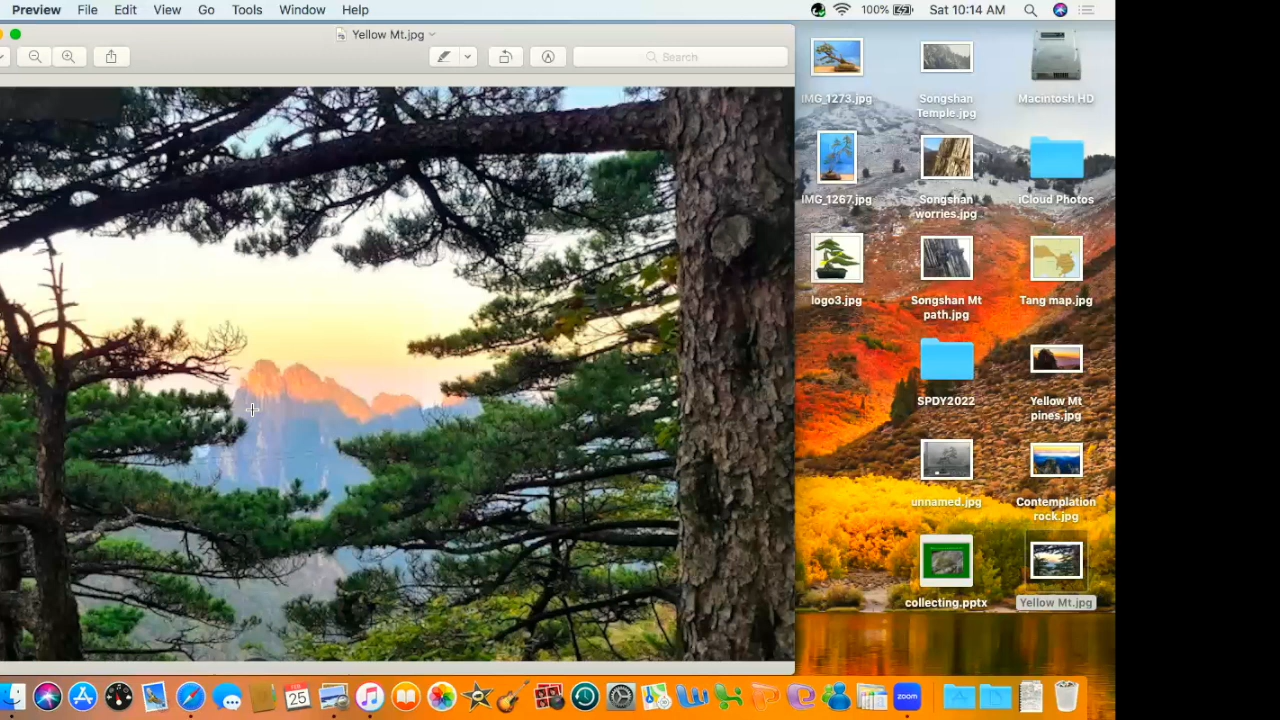 Preview File Edit View Go Tools Window Help 100% Sat 10:14 AM
Yellow Mt.jpg
Search
IMG_1273.jpg
Songshan
Temple.jpg
Macintosh HD
IMG_1267.jpg
Songshan
worries.jpg
iCloud Photos
logo3.jpg
Songshan Mt
path.jpg
Tang map.jpg
SPDY2022
Yellow Mt
pines.jpg
unnamed.jpg
Contemplation
rock.jpg
collecting.pptx
Yellow Mt.jpg
FEB
25
zoom